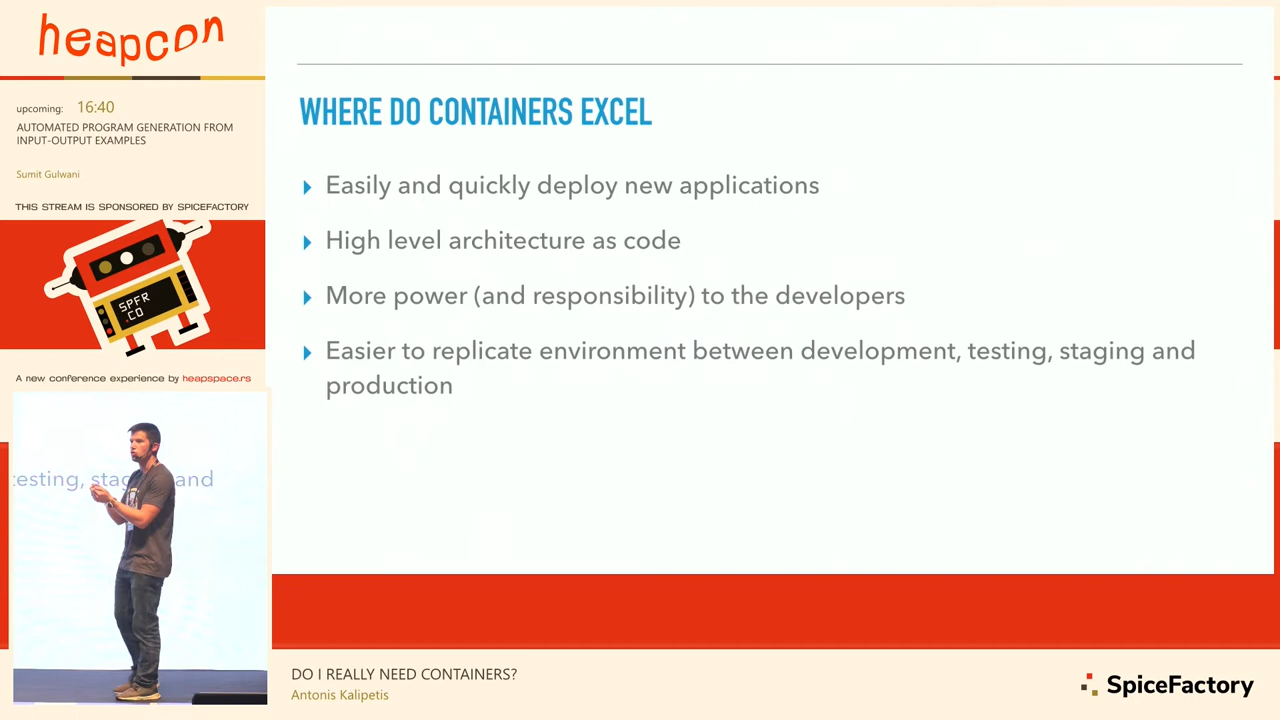 heapcon
upcoming: 16:40
AUTOMATED PROGRAM GENERATION FROM
INPUT-OUTPUT EXAMPLES
Sumit Gulwani
THIS STREAM IS SPONSORED BY SPICEFACTORY
SPFR
.CO
A new conference experience by heapspace.rs
WHERE DO CONTAINERS EXCEL
Easily and quickly deploy new applications
High level architecture as code
More power (and responsibility) to the developers
Easier to replicate environment between development, testing, staging and
production
testing, stag and
DO I REALLY NEED CONTAINERS?
Antonis Kalipetis
SpiceFactory